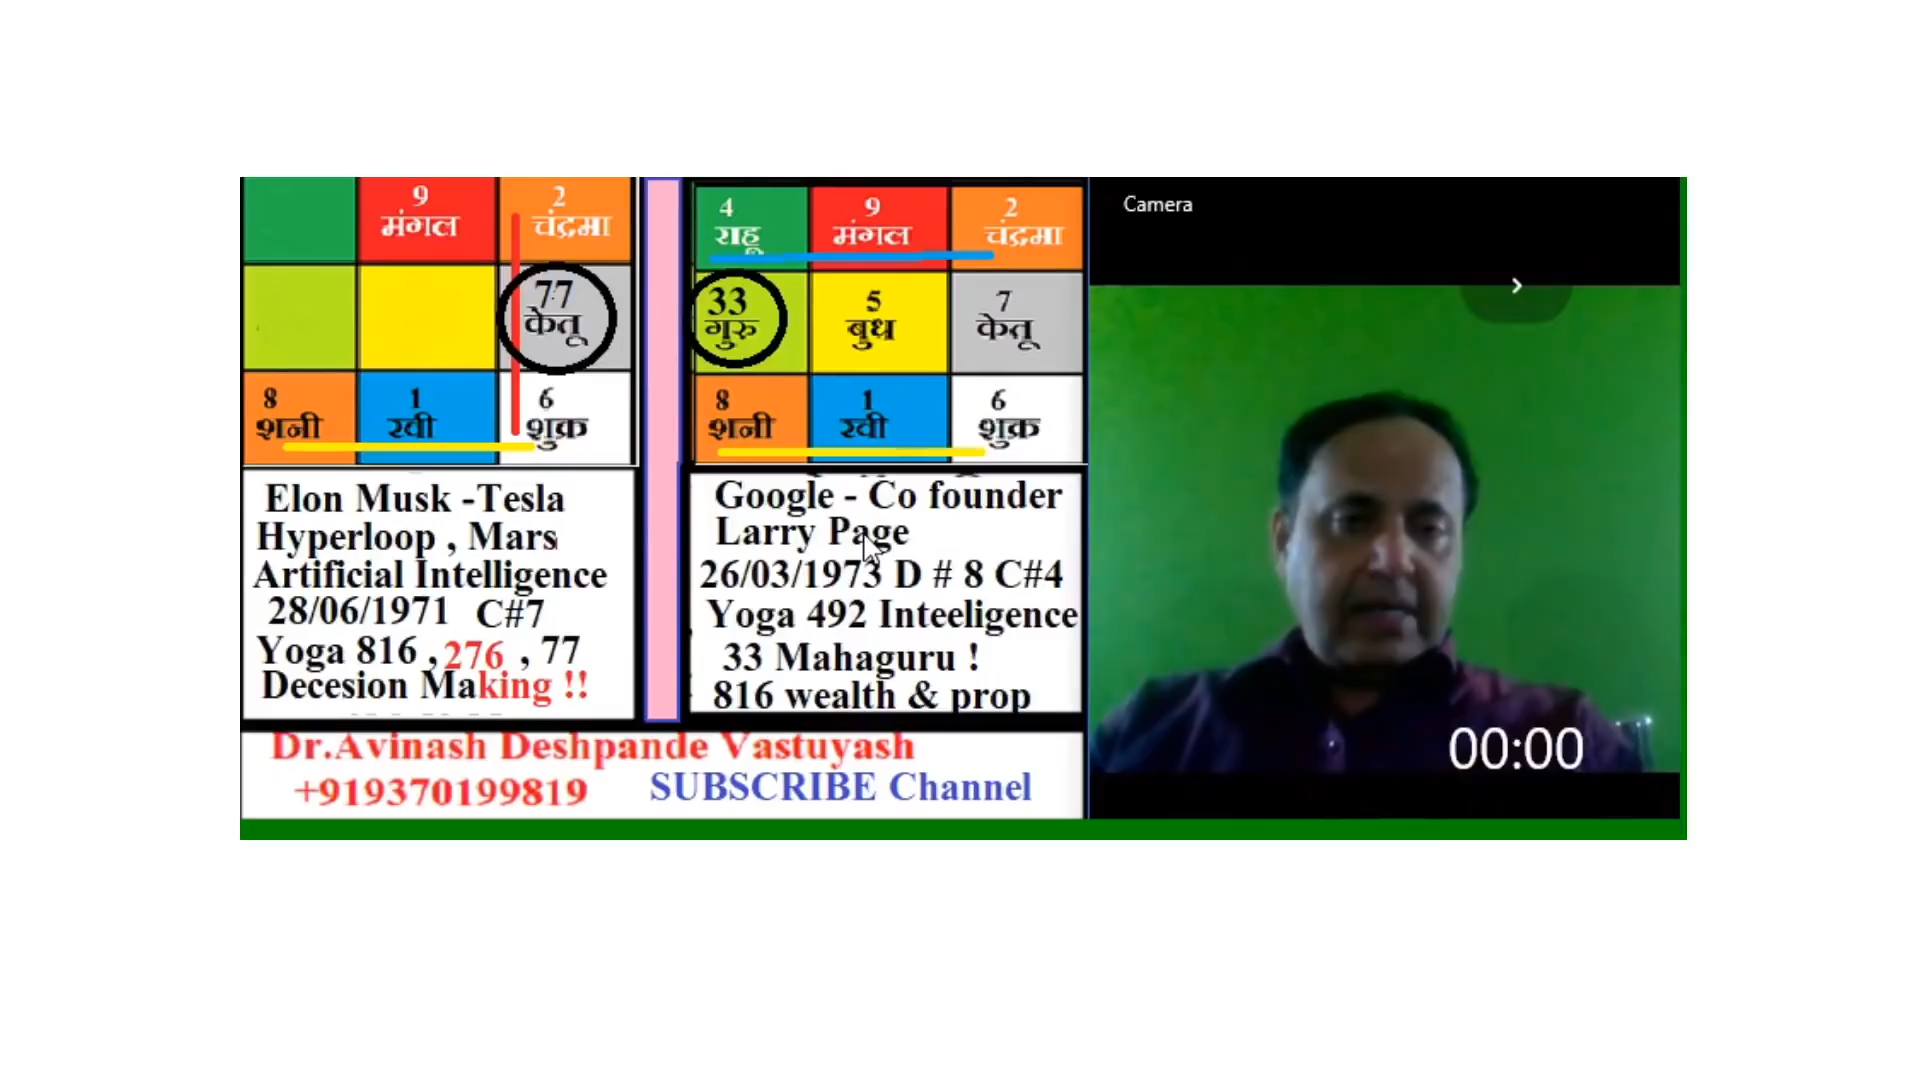 9 2
मंगल चंद्रमा
77
केतू
8 1 6
शनी रवी शुक्र
Elon Musk -Tesla
Hyperloop , Mars
Artificial Intelligence
28/06/1971 C#7
Yoga 816 , 276 , 77
Decesion Making !!
4 9 2
राहू मंगल चंद्रमा
33 5 7
गुरु बुध केतू
8 1 6
शनी रवी शुक्र
Google - Co founder
Larry Page
26/03/1973 D # 8 C#4
Yoga 492 Inteeligence
33 Mahaguru !
816 wealth & prop
Dr.Avinash Deshpande Vastuyash
+919370199819 SUBSCRIBE Channel
Camera
00:00